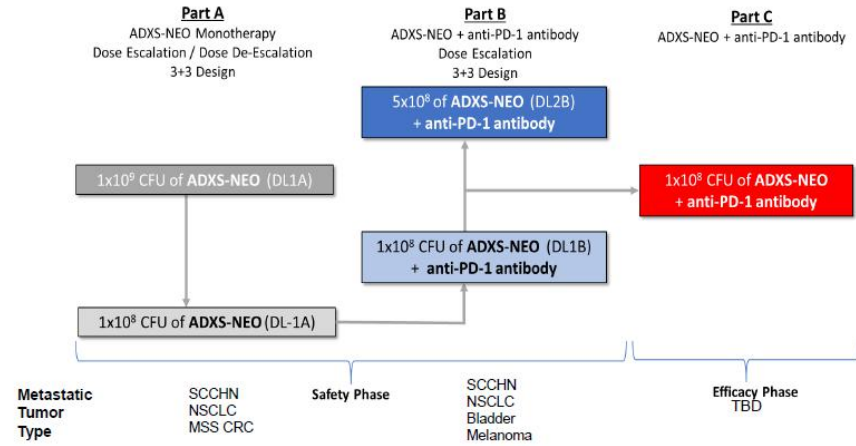 Part A
ADXS-NEO Monotherapy
Dose Escalation / Dose De-Escalation
3+3 Design
Part B
ADXS-NEO + anti-PD-1 antibody
Dose Escalation
3+3 Design
Part C
ADXS-NEO + anti-PD-1 antibody
5x10⁸ of ADXS-NEO (DL2B)
+ anti-PD-1 antibody
1x10⁹ CFU of ADXS-NEO (DL1A)
1x10⁸ CFU of ADXS-NEO
+ anti-PD-1 antibody
1x10⁸ CFU of ADXS-NEO (DL1B)
+ anti-PD-1 antibody
1x10⁸ CFU of ADXS-NEO (DL-1A)
Metastatic
Tumor
Type
SCCHN
NSCLC
MSS CRC
Safety Phase
SCCHN
NSCLC
Bladder
Melanoma
Efficacy Phase
TBD